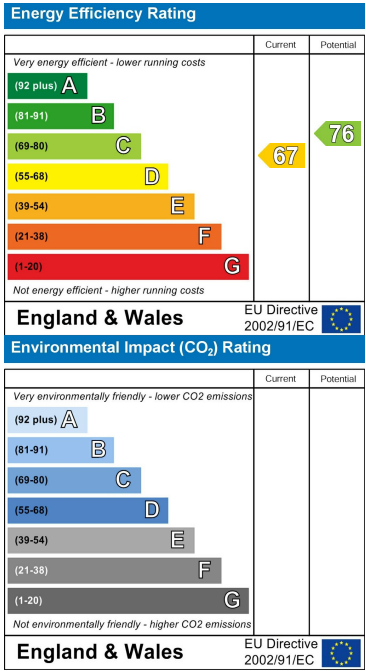 Energy Efficiency Rating
Current Potential
Very energy efficient - lower running costs
(92 plus) A
(81-91) B
(69-80) C
(55-68) D
(39-54) E
(21-38) F
(1-20) G
67
76
Not energy efficient - higher running costs
England & Wales
EU Directive
2002/91/EC
Environmental Impact (CO₂) Rating
Current Potential
Very environmentally friendly - lower CO2 emissions
(92 plus) A
(81-91) B
(69-80) C
(55-68) D
(39-54) E
(21-38) F
(1-20) G
Not environmentally friendly - higher CO2 emissions
England & Wales
EU Directive
2002/91/EC